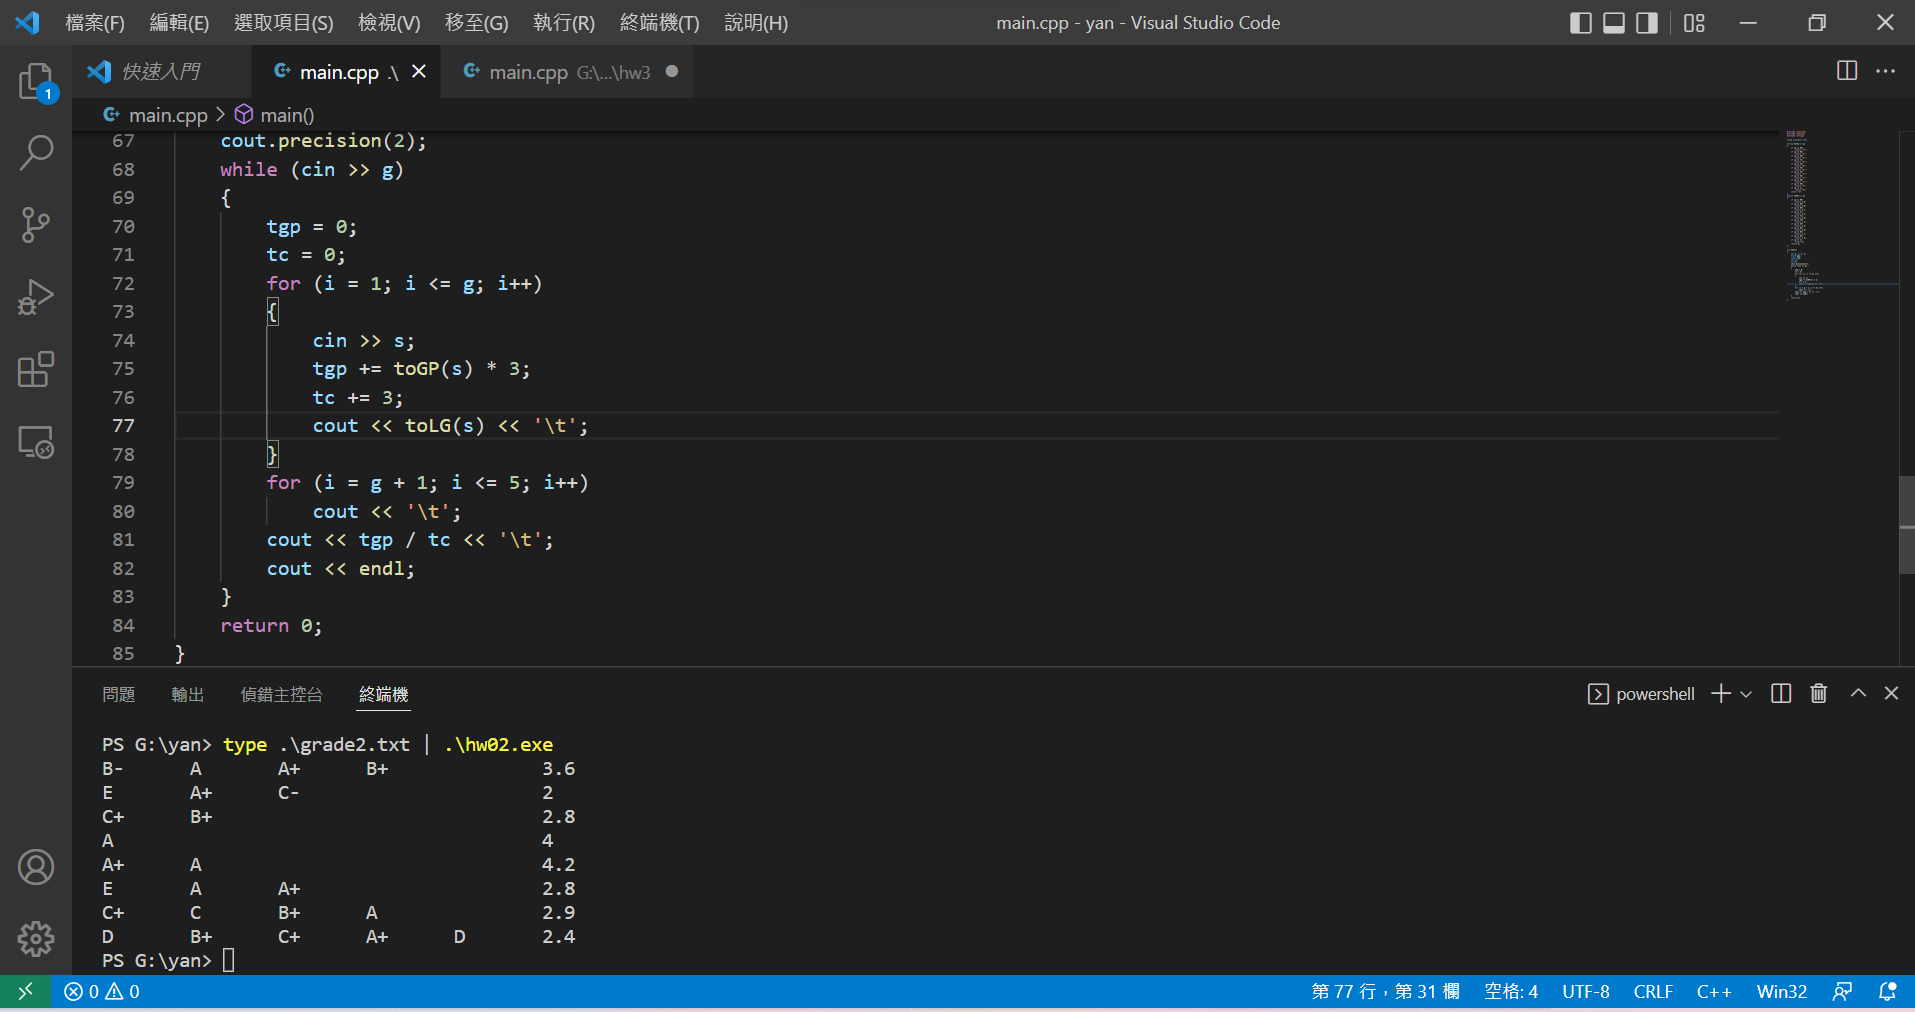 檔案(F) 編輯(E) 選取項目(S) 檢視(V) 移至(G) 執行(R) 終端機(T) 說明(H) main.cpp - yan - Visual Studio Code
快速入門 main.cpp .\ main.cpp G:\...\hw3
1
main.cpp > main()
67 cout.precision(2);
68 while (cin >> g)
69 {
70 tgp = 0;
71 tc = 0;
72 for (i = 1; i <= g; i++)
73 {
74 cin >> s;
75 tgp += toGP(s) * 3;
76 tc += 3;
77 cout << toLG(s) << '\t';
78 }
79 for (i = g + 1; i <= 5; i++)
80 cout << '\t';
81 cout << tgp / tc << '\t';
82 cout << endl;
83 }
84 return 0;
85 }
問題 輸出 偵錯主控台 終端機 powershell
PS G:\yan> type .\grade2.txt | .\hw02.exe
B- A A+ B+ 3.6
E A+ C- 2
C+ B+ 2.8
A 4
A+ A 4.2
E A A+ 2.8
C+ C B+ A 2.9
D B+ C+ A+ D 2.4
PS G:\yan>
0 0 第 77 行，第 31 欄 空格: 4 UTF-8 CRLF C++ Win32